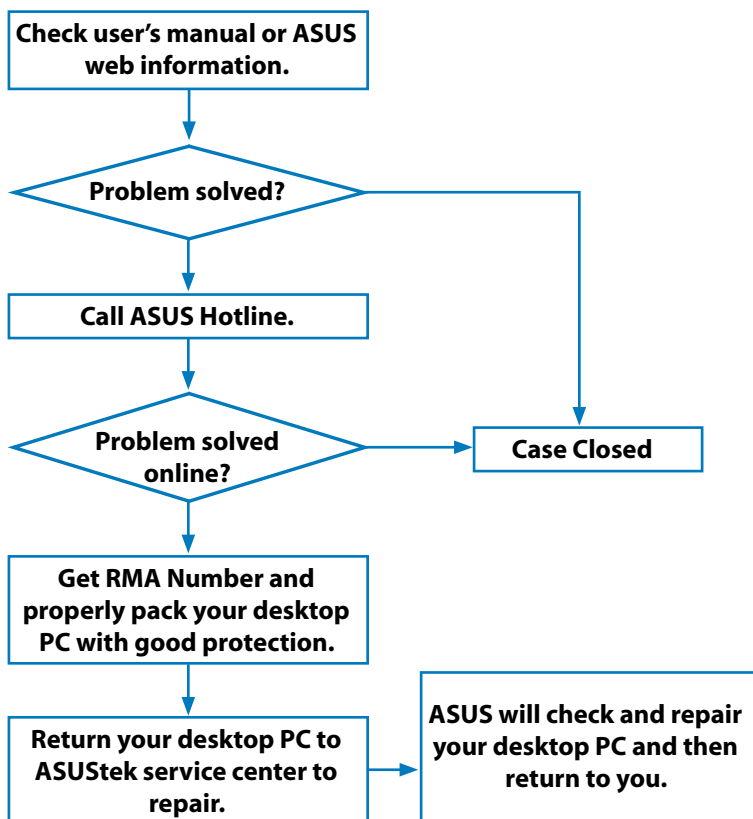 Check user’s manual or ASUS
web information.
Problem solved?
Call ASUS Hotline.
Problem solved
online?
Case Closed
Get RMA Number and
properly pack your desktop
PC with good protection.
Return your desktop PC to
ASUStek service center to
repair.
ASUS will check and repair
your desktop PC and then
return to you.